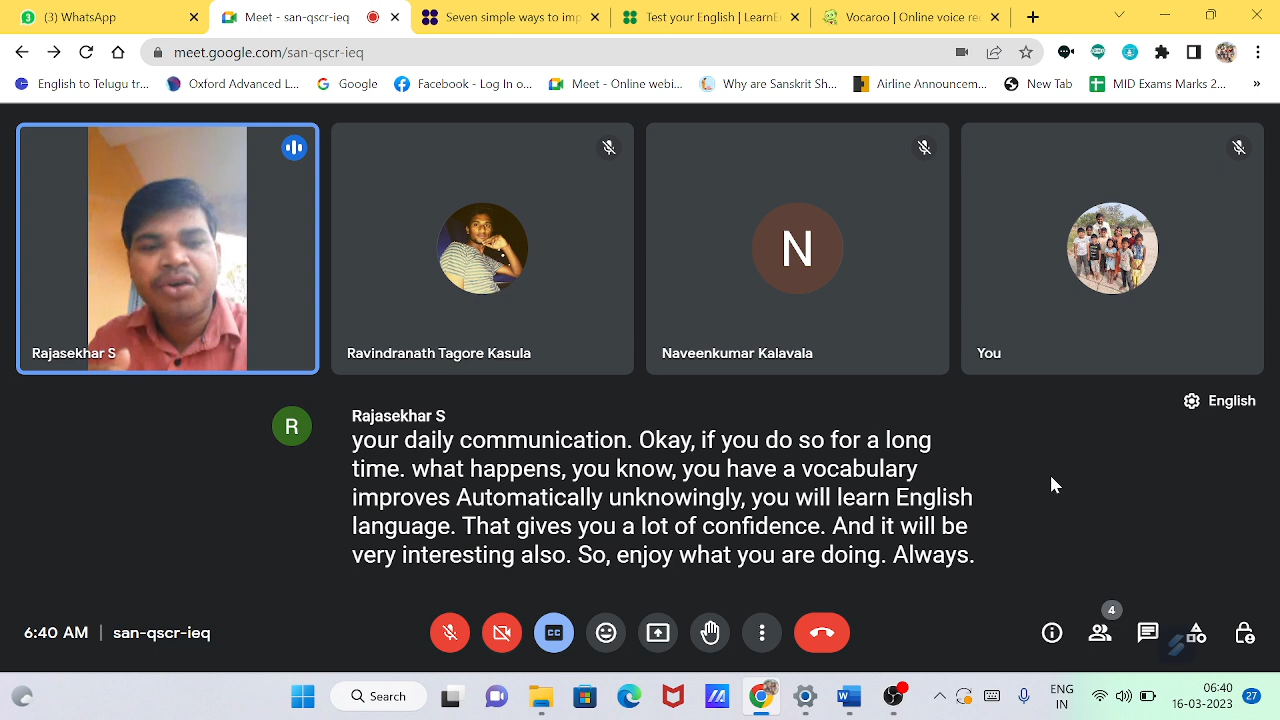 3
(3) WhatsApp
Meet - san-qscr-ieq
Seven simple ways to imp
Test your English | LearnE
Vocaroo | Online voice rec
meet.google.com/san-qscr-ieq
English to Telugu tr...
Oxford Advanced L...
Google
Facebook - Log In o...
Meet - Online webi...
Why are Sanskrit Sh...
Airline Announcem...
New Tab
MID Exams Marks 2...
»
Rajasekhar S
Ravindranath Tagore Kasula
N
Naveenkumar Kalavala
You
English
R
Rajasekhar S
your daily communication. Okay, if you do so for a long
time. what happens, you know, you have a vocabulary
improves Automatically unknowingly, you will learn English
language. That gives you a lot of confidence. And it will be
very interesting also. So, enjoy what you are doing. Always.
6:40 AM | san-qscr-ieq
CC
4
Search
W
ENG
IN
06:40
16-03-2023
27